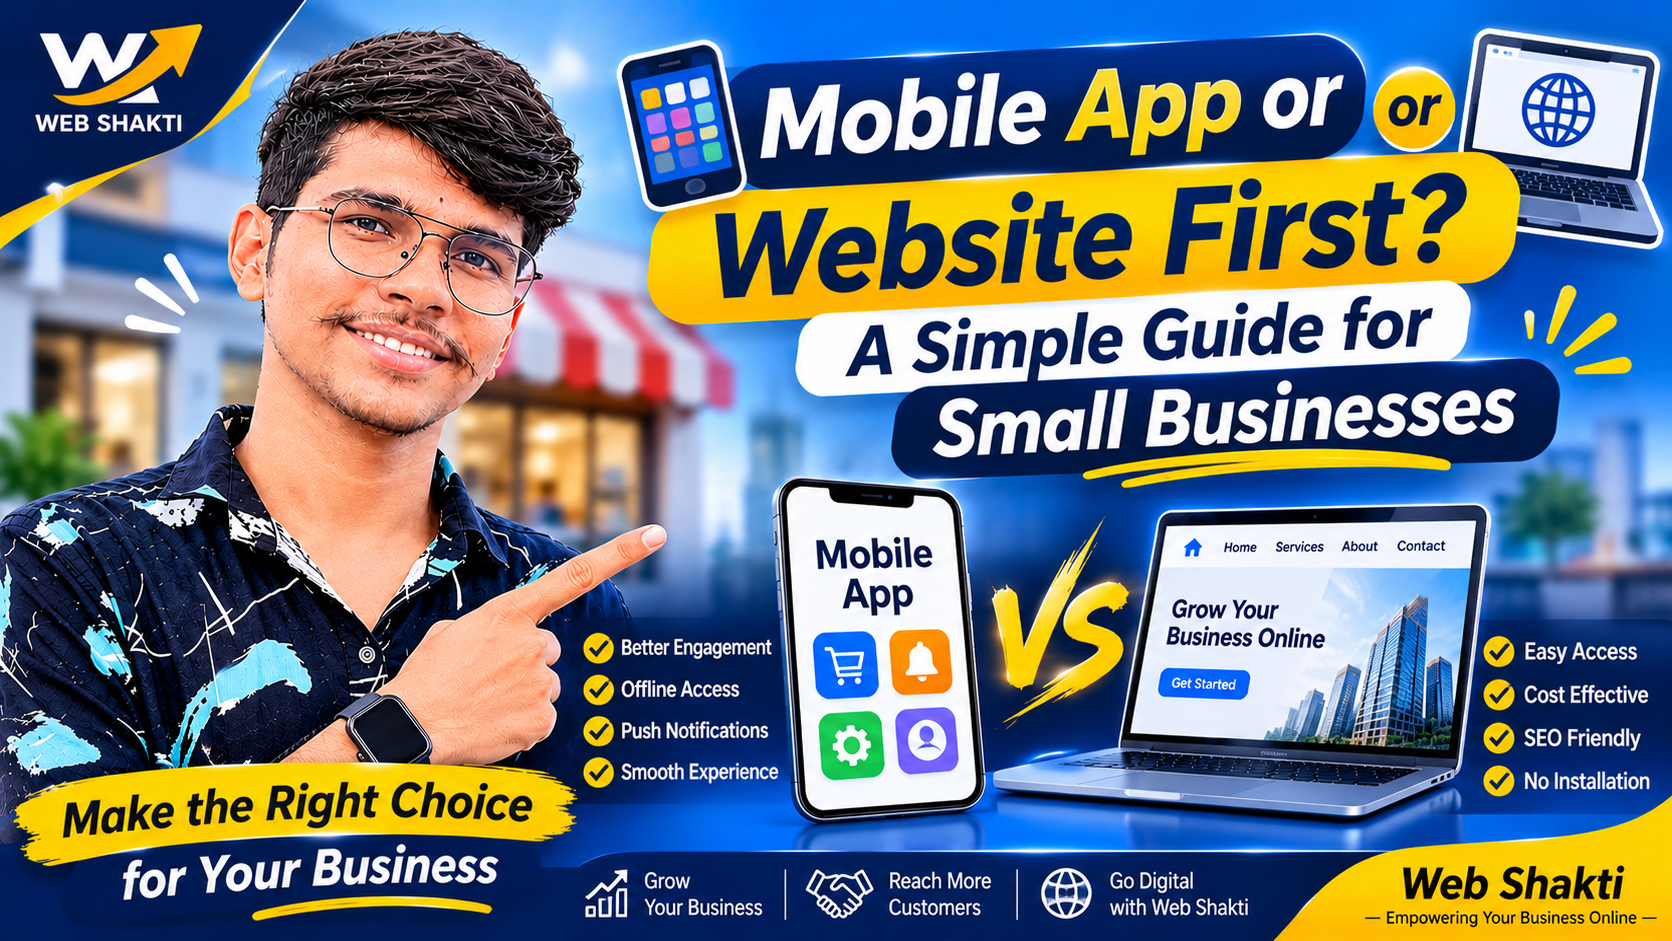 WEB SHAKTI
Mobile App or
or
Website First?
A Simple Guide for
Small Businesses
Mobile
App
VS
Home Services About Contact
Grow Your
Business Online
Get Started
Better Engagement
Offline Access
Push Notifications
Smooth Experience
Easy Access
Cost Effective
SEO Friendly
No Installation
Make the Right Choice
for Your Business
Grow
Your Business
Reach More
Customers
Go Digital
with Web Shakti
Web Shakti
— Empowering Your Business Online —